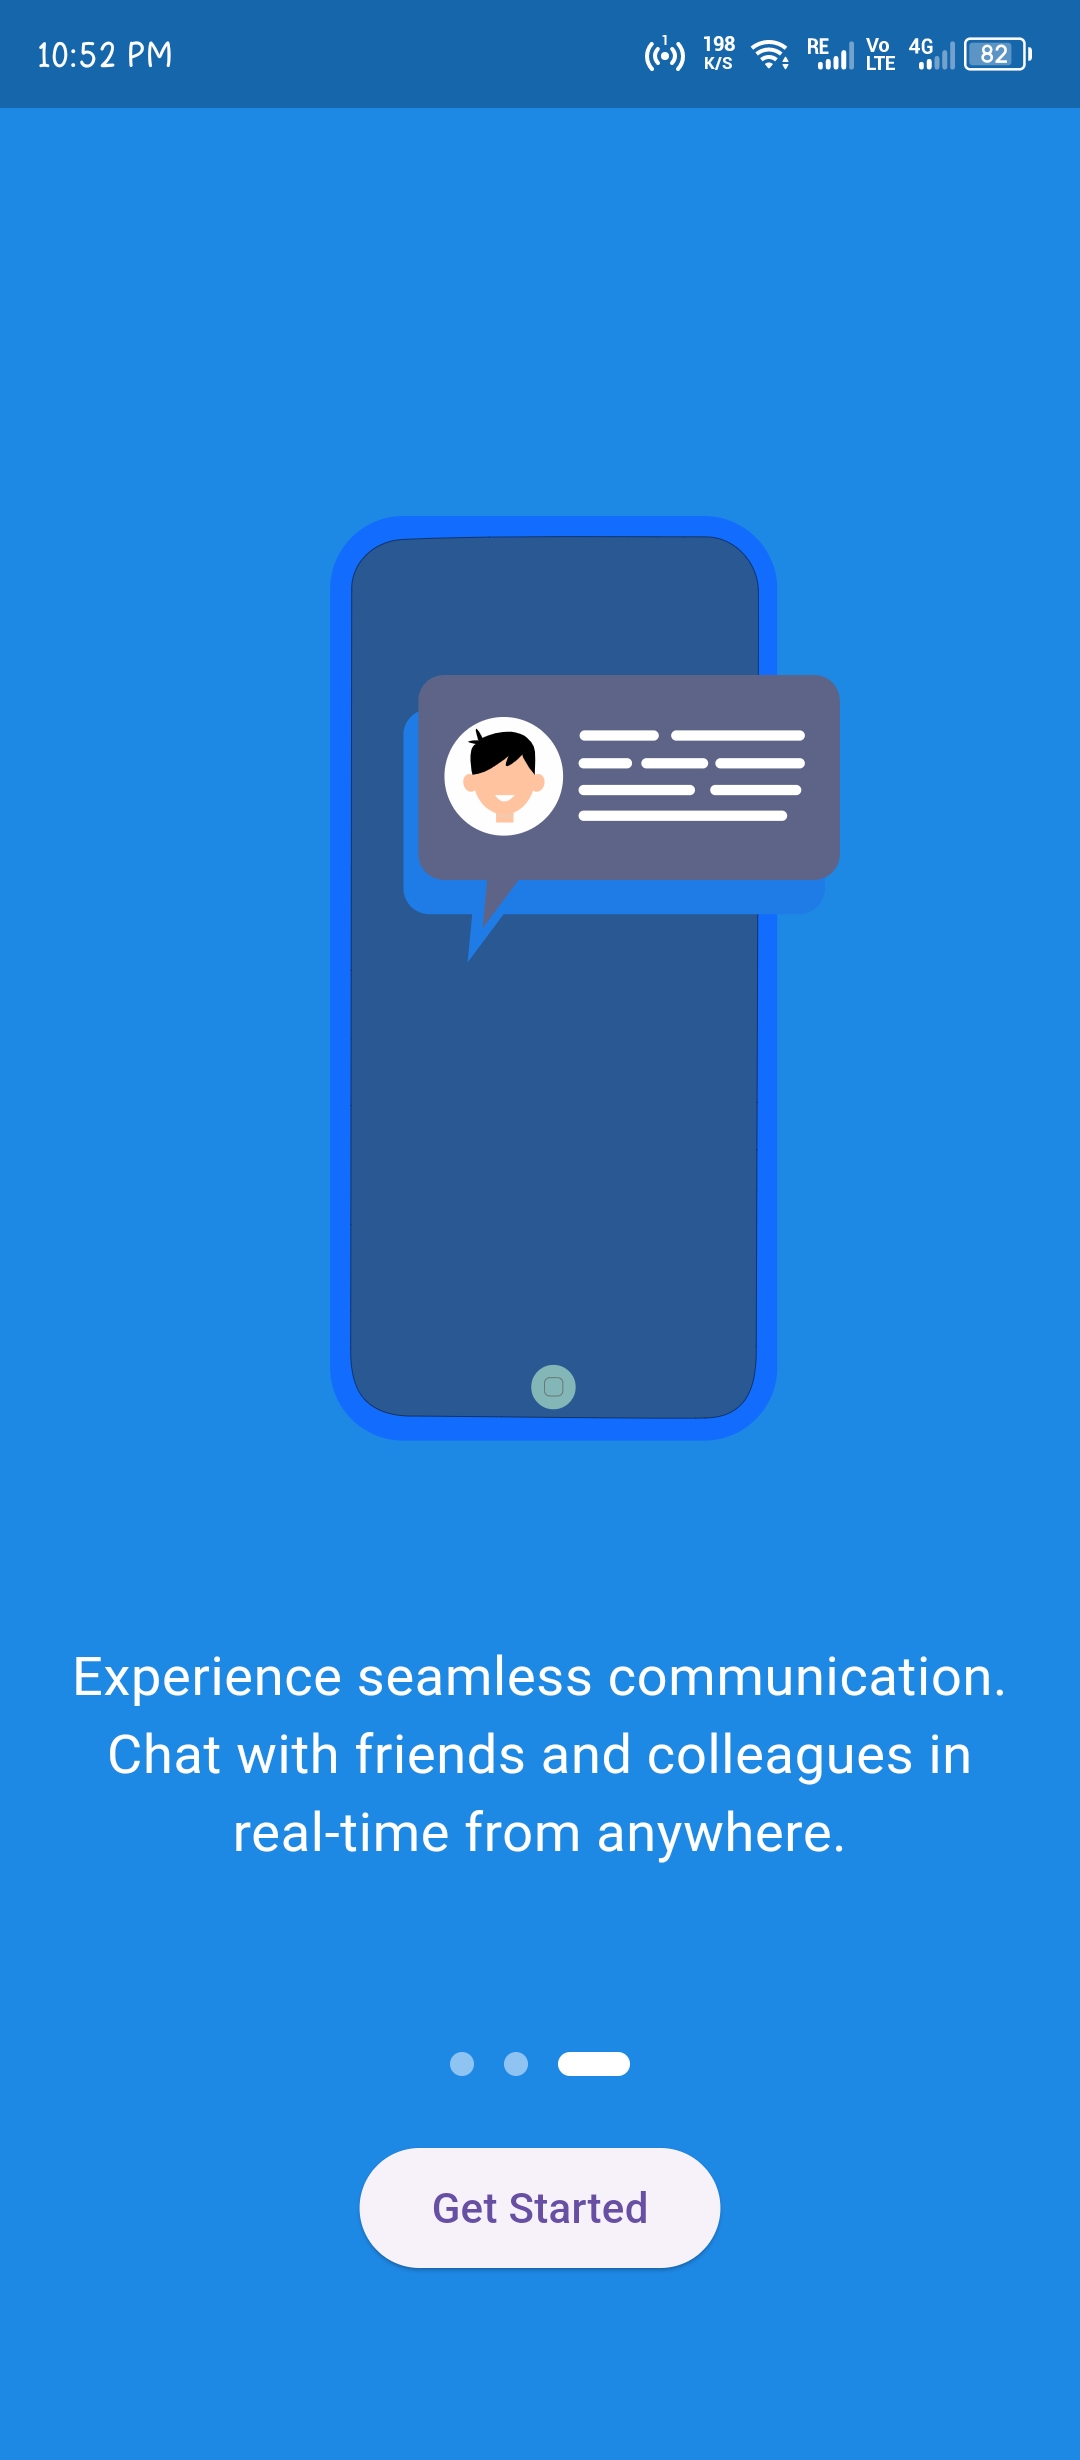 10:52 PM 1 198 K/S RE Vo LTE 4G 82
Experience seamless communication.
Chat with friends and colleagues in
real-time from anywhere.
Get Started